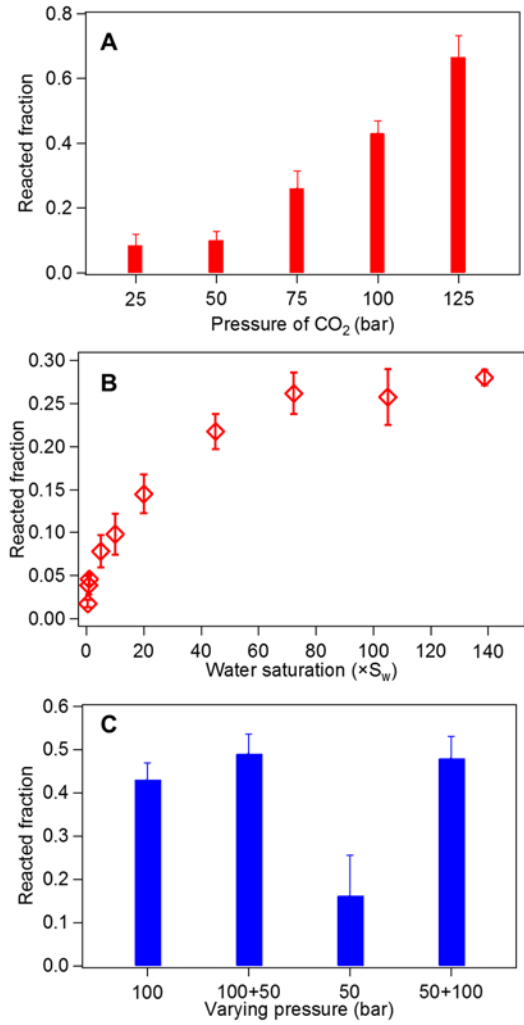 A
Reacted fraction
0.8
0.6
0.4
0.2
0.0
25 50 75 100 125
Pressure of CO₂ (bar)
B
Reacted fraction
0.30
0.25
0.20
0.15
0.10
0.05
0.00
0 20 40 60 80 100 120 140
Water saturation (×Sw)
C
Reacted fraction
0.6
0.5
0.4
0.3
0.2
0.1
0.0
100 100+50 50 50+100
Varying pressure (bar)